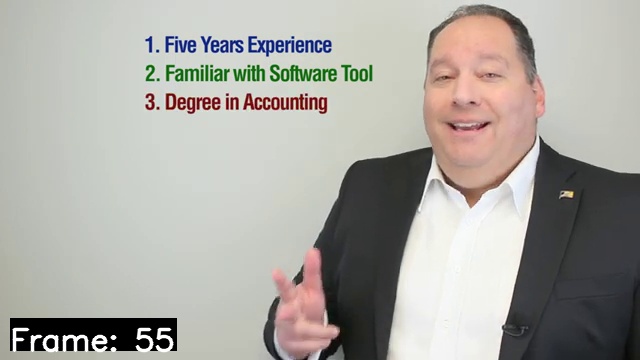 1. Five Years Experience
2. Familiar with Software Tool
3. Degree in Accounting
Frame: 55